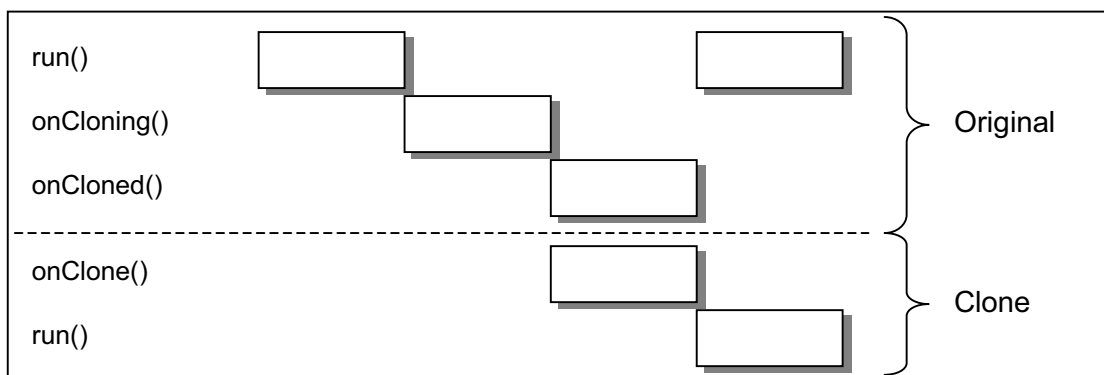 run()
onCloning()
onCloned()
Original
onClone()
run()
Clone